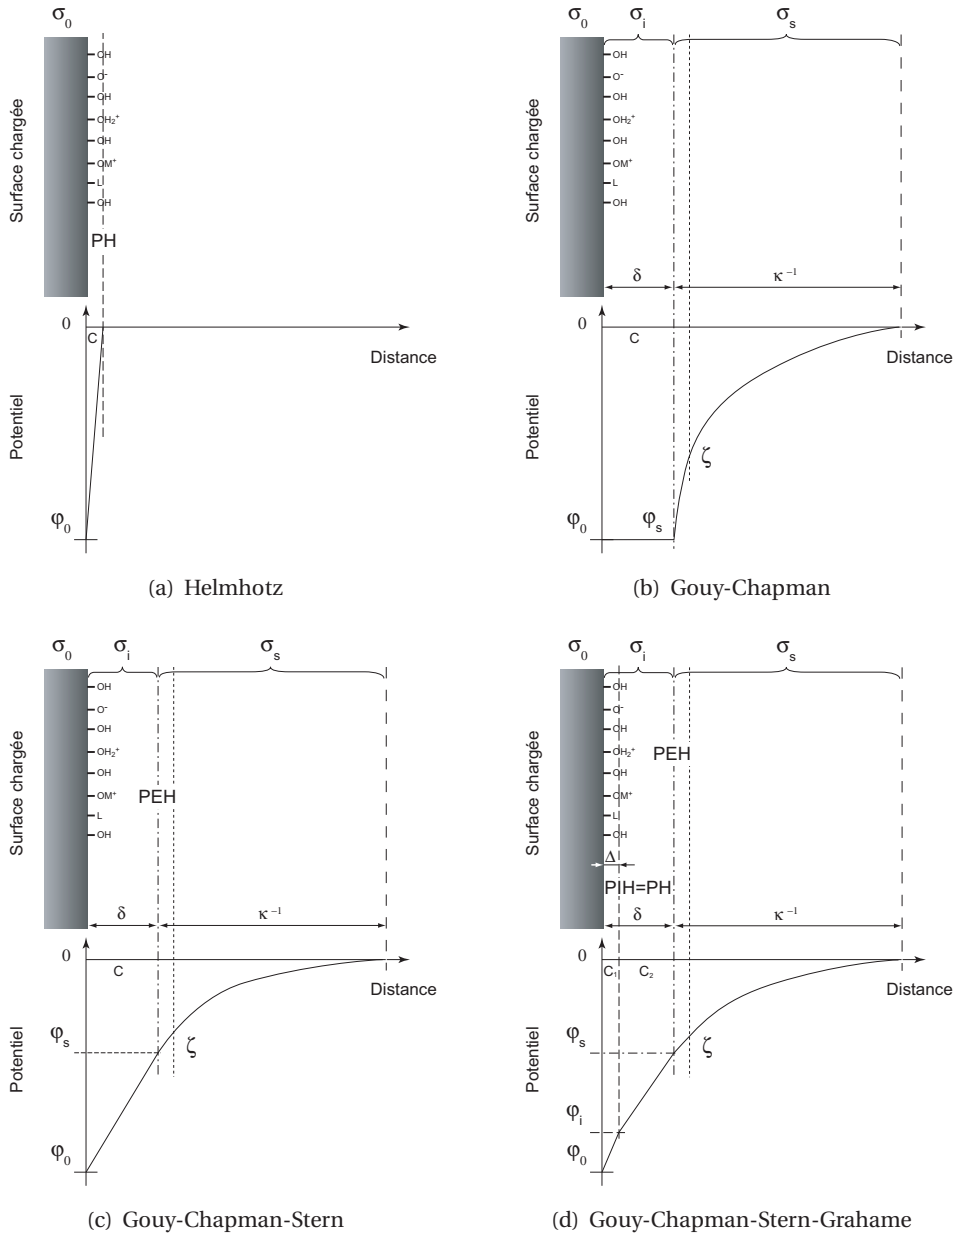 σ0
Surface chargée
OH
O-
OH
OH2+
OH
OM+
L
OH
PH
0
C
Distance
Potentiel
φ0
(a) Helmhotz
σ0 σi σs
Surface chargée
OH
O-
OH
OH2+
OH
OM+
L
OH
δ κ-1
0
C
Distance
Potentiel
ζ
φ0 φs
(b) Gouy-Chapman
σ0 σi σs
Surface chargée
OH
O-
OH
OH2+
OH
OM+
L
OH
PEH
δ κ-1
0
C
Distance
Potentiel
φs
ζ
φ0
(c) Gouy-Chapman-Stern
σ0 σi σs
Surface chargée
OH
O-
OH
OH2+
OH
OM+
L
OH
PEH
Δ
PIH=PH
δ κ-1
0
C1 C2
Distance
Potentiel
φs
ζ
φi
φ0
(d) Gouy-Chapman-Stern-Grahame